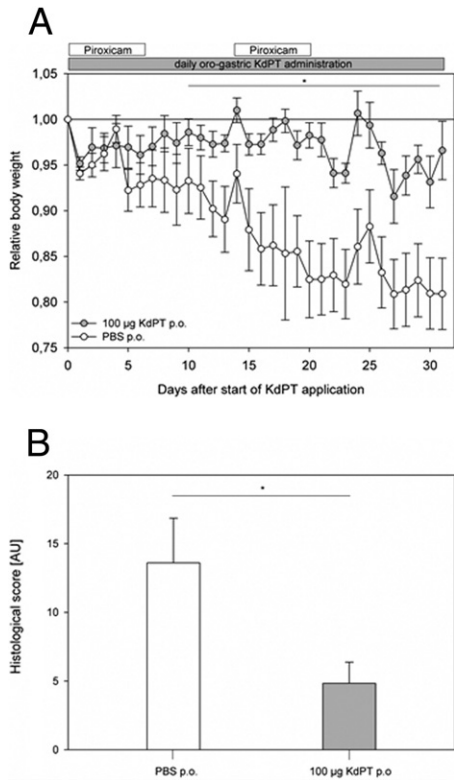 A
Piroxicam Piroxicam
daily oro-gastric KdPT administration
*
1,05
1,00
0,95
0,90
0,85
0,80
0,75
Relative body weight
100 µg KdPT p.o.
PBS p.o.
0 5 10 15 20 25 30
Days after start of KdPT application
B
20
15
10
5
0
Histological score [AU]
*
PBS p.o. 100 µg KdPT p.o